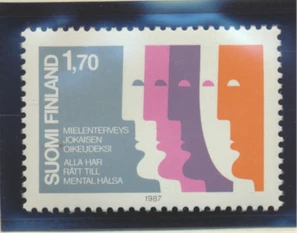 SUOMI FINLAND
1,70
MIELENTERVEYS
JOKAISEN
OIKEUDEKSI
ALLA HAR
RÄTT TILL
MENTAL HÄLSA
1987